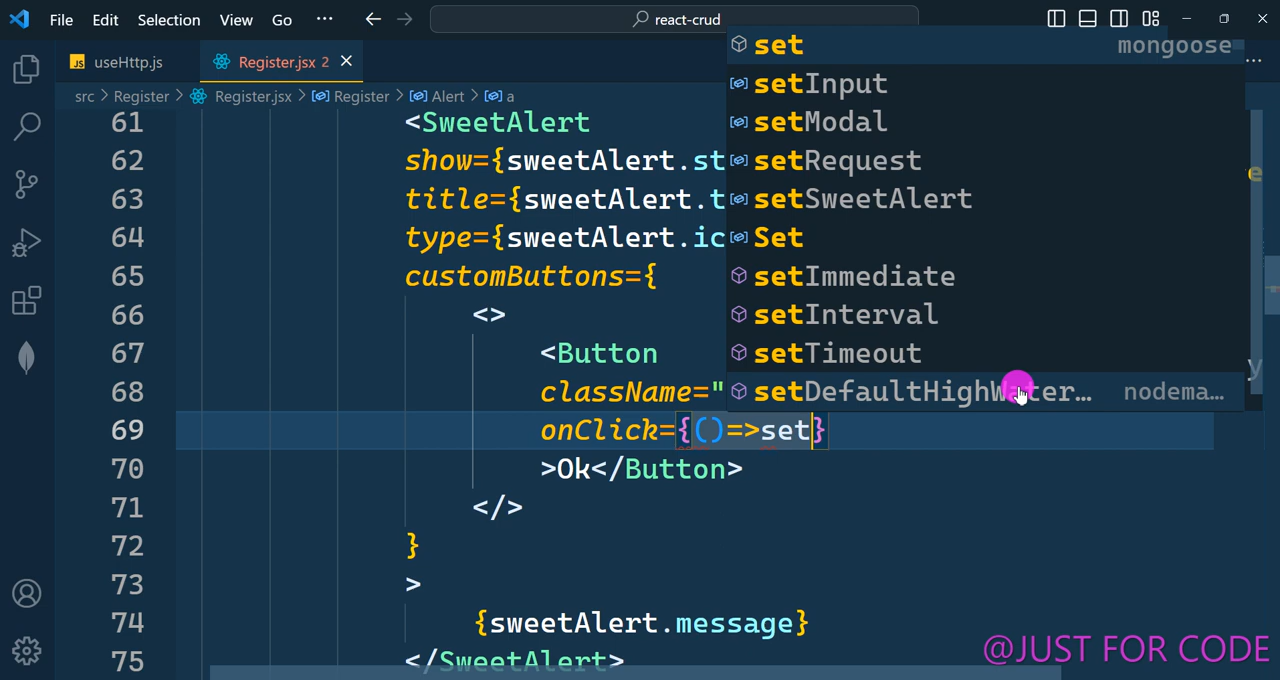 File Edit Selection View Go ··· react-crud
JS useHttp.js Register.jsx 2
src > Register > Register.jsx > Register > Alert > a
61 <SweetAlert
62 show={sweetAlert.st
63 title={sweetAlert.t
64 type={sweetAlert.ic
65 customButtons={
66 <>
67 <Button
68 className="
69 onClick={()=>set}
70 >Ok</Button>
71 </>
72 }
73 >
74 {sweetAlert.message}
75 </SweetAlert>
set mongoose
setInput
setModal
setRequest
setSweetAlert
Set
setImmediate
setInterval
setTimeout
setDefaultHighWater… nodema…
@JUST FOR CODE